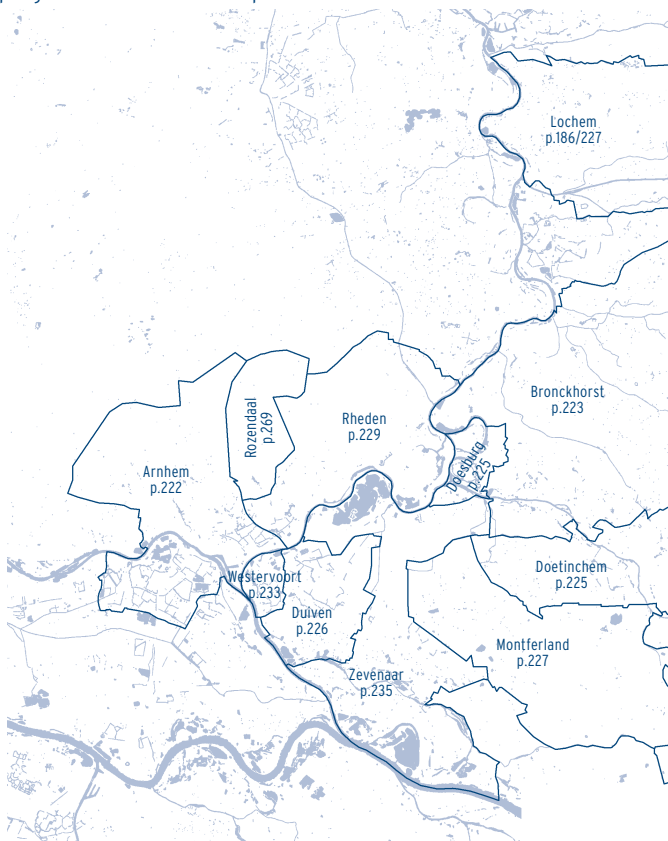 Lochem
p.186/227
Bronckhorst
p.223
Rozendaal
p.269
Rheden
p.229
Doesburg
p.225
Arnhem
p.222
Doetinchem
p.225
Westervoort
p.233
Duiven
p.226
Montferland
p.227
Zevenaar
p.235